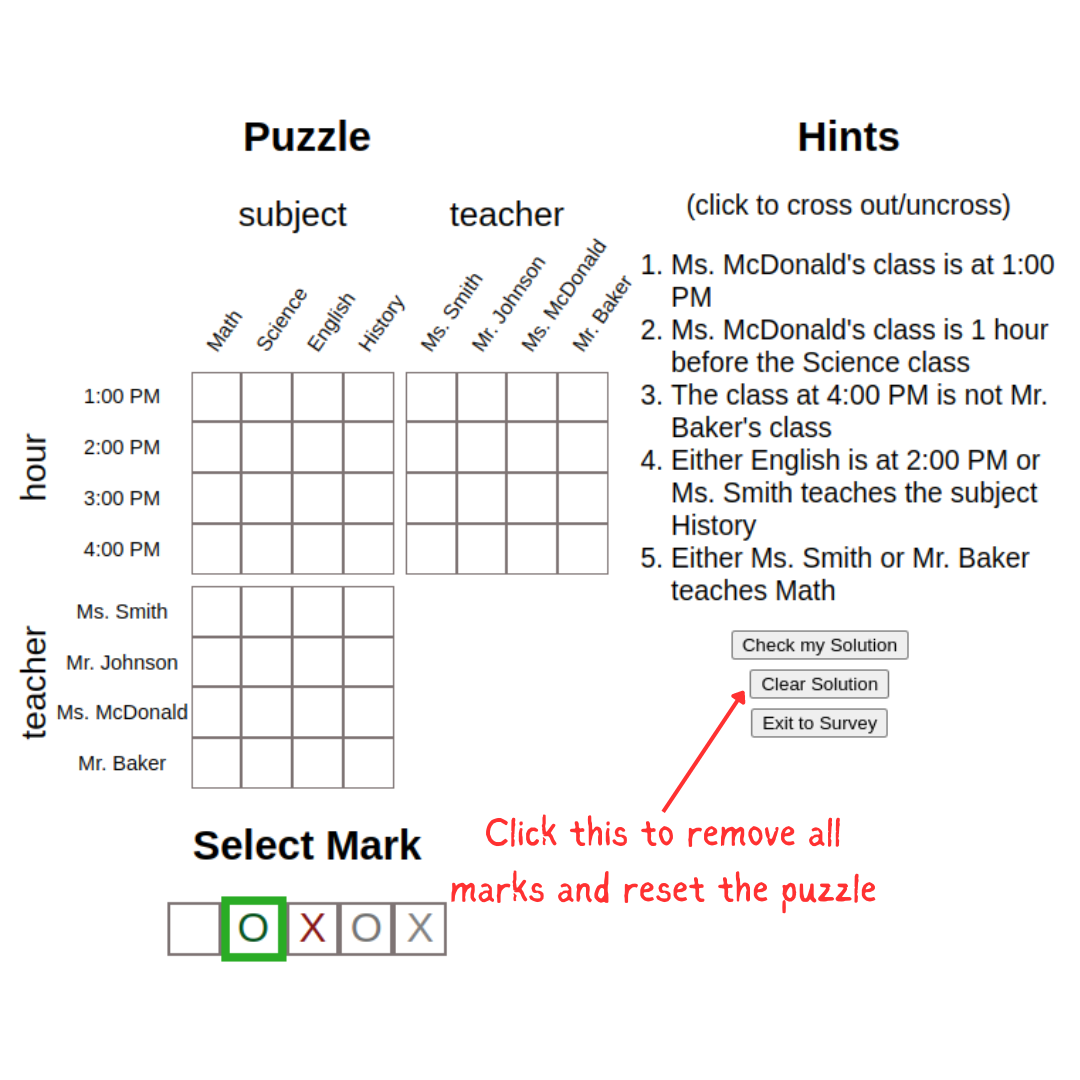 Puzzle
Hints
subject
teacher
(click to cross out/uncross)
Math
Science
English
History
Ms. Smith
Mr. Johnson
Ms. McDonald
Mr. Baker
hour
1:00 PM
2:00 PM
3:00 PM
4:00 PM
teacher
Ms. Smith
Mr. Johnson
Ms. McDonald
Mr. Baker
1. Ms. McDonald's class is at 1:00
PM
2. Ms. McDonald's class is 1 hour
before the Science class
3. The class at 4:00 PM is not Mr.
Baker's class
4. Either English is at 2:00 PM or
Ms. Smith teaches the subject
History
5. Either Ms. Smith or Mr. Baker
teaches Math
Check my Solution
Clear Solution
Exit to Survey
Click this to remove all
marks and reset the puzzle
Select Mark
O X O X